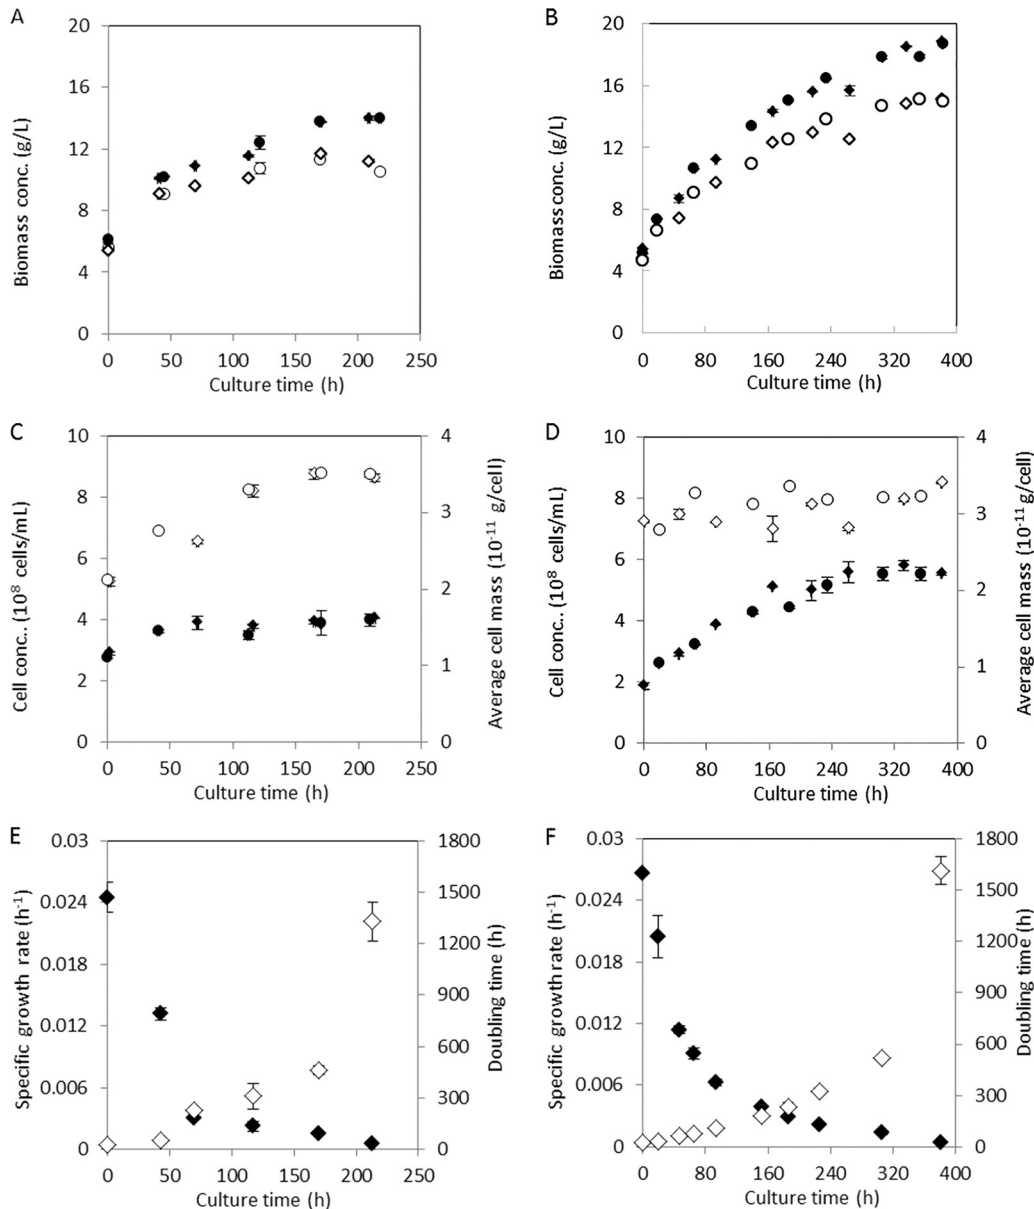 A
Biomass conc. (g/L)
20
16
12
8
4
0
0 50 100 150 200 250
Culture time (h)
B
Biomass conc. (g/L)
20
16
12
8
4
0
0 80 160 240 320 400
Culture time (h)
C
Cell conc.. (10⁸ cells/mL)
10
8
6
4
2
0
4
3
2
1
0
Average cell mass (10⁻¹¹ g/cell)
0 50 100 150 200 250
Culture time (h)
D
Cell conc.. (10⁸ cells/mL)
10
8
6
4
2
0
4
3
2
1
0
Average cell mass (10⁻¹¹ g/cell)
0 80 160 240 320 400
Culture time (h)
E
Specific growth rate (h⁻¹)
0.03
0.024
0.018
0.012
0.006
0
1800
1500
1200
900
600
300
0
Doubling time (h)
0 50 100 150 200 250
Culture time (h)
F
Specific growth rate (h⁻¹)
0.03
0.024
0.018
0.012
0.006
0
1800
1500
1200
900
600
300
0
Doubling time (h)
0 80 160 240 320 400
Culture time (h)